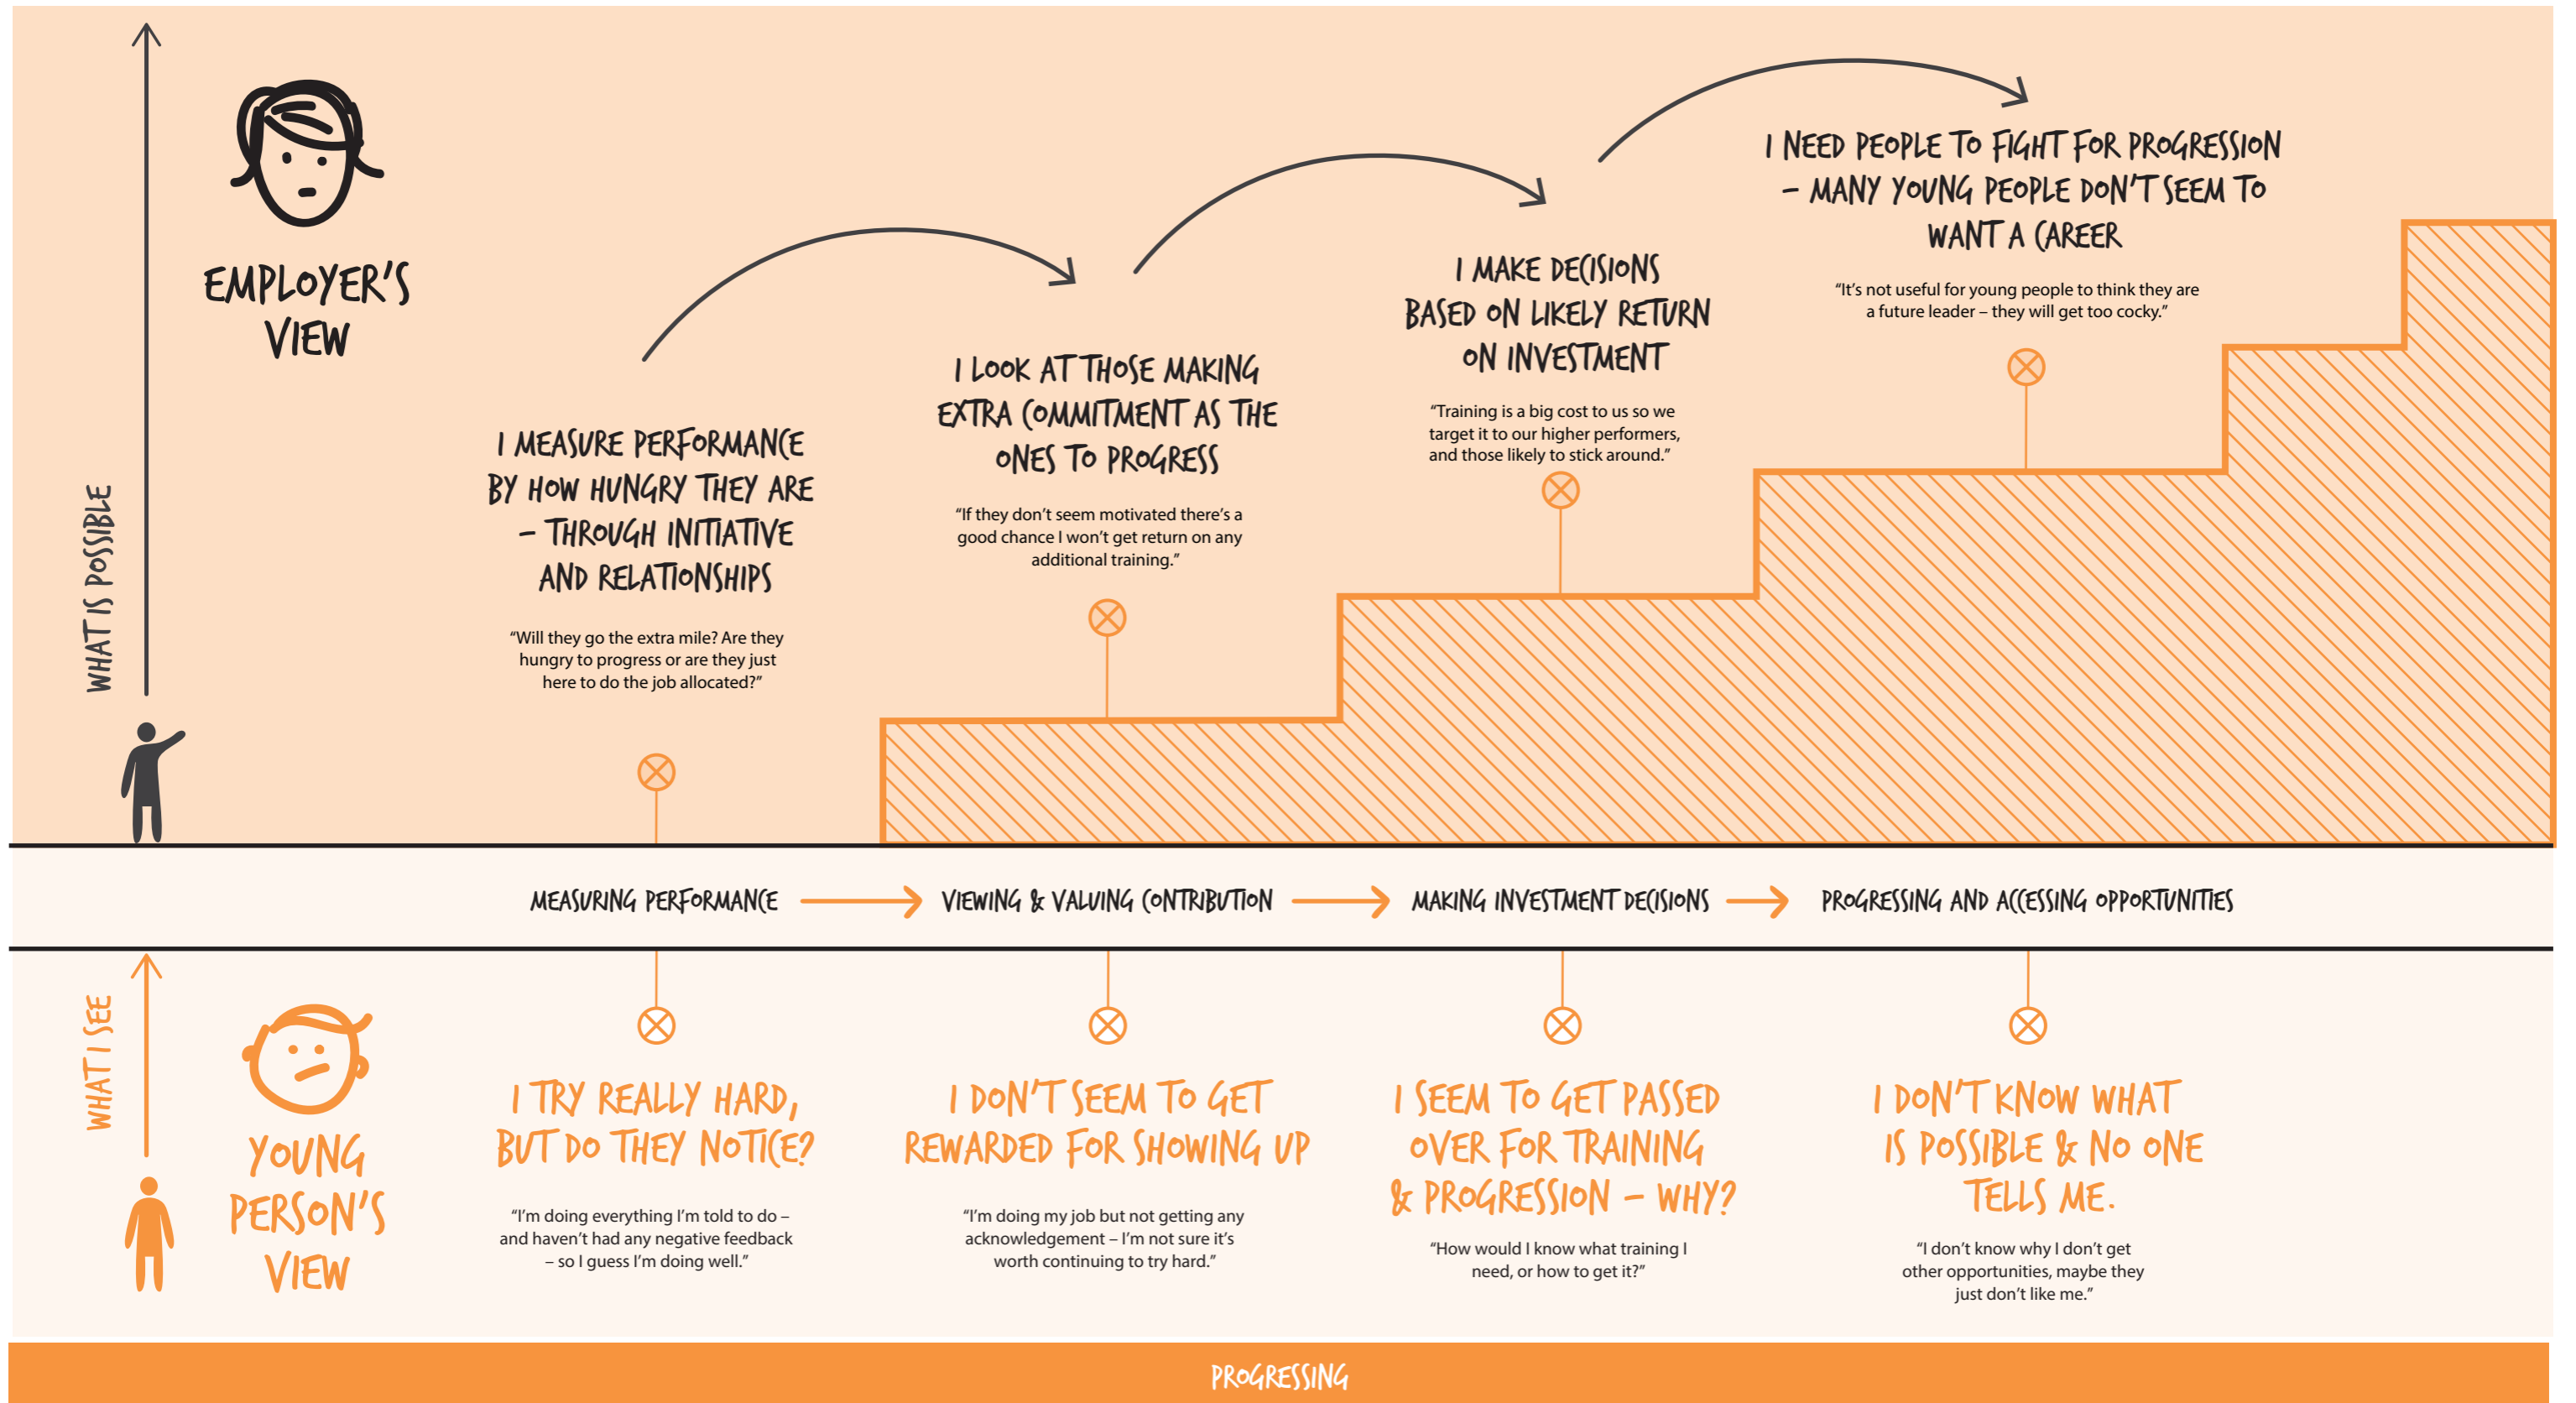 WHAT IS POSSIBLE
EMPLOYER'S
VIEW
I MEASURE PERFORMANCE
BY HOW HUNGRY THEY ARE
– THROUGH INITIATIVE
AND RELATIONSHIPS
“Will they go the extra mile? Are they
hungry to progress or are they just
here to do the job allocated?”
I LOOK AT THOSE MAKING
EXTRA COMMITMENT AS THE
ONES TO PROGRESS
“If they don’t seem motivated there’s a
good chance I won’t get return on any
additional training.”
I MAKE DECISIONS
BASED ON LIKELY RETURN
ON INVESTMENT
“Training is a big cost to us so we
target it to our higher performers,
and those likely to stick around.”
I NEED PEOPLE TO FIGHT FOR PROGRESSION
– MANY YOUNG PEOPLE DON'T SEEM TO
WANT A CAREER
“It’s not useful for young people to think they are
a future leader – they will get too cocky.”
MEASURING PERFORMANCE
VIEWING & VALUING CONTRIBUTION
MAKING INVESTMENT DECISIONS
PROGRESSING AND ACCESSING OPPORTUNITIES
WHAT I SEE
YOUNG
PERSON'S
VIEW
I TRY REALLY HARD,
BUT DO THEY NOTICE?
“I’m doing everything I’m told to do –
and haven’t had any negative feedback
– so I guess I’m doing well.”
I DON'T SEEM TO GET
REWARDED FOR SHOWING UP
“I’m doing my job but not getting any
acknowledgement – I’m not sure it’s
worth continuing to try hard.”
I SEEM TO GET PASSED
OVER FOR TRAINING
& PROGRESSION – WHY?
“How would I know what training I
need, or how to get it?”
I DON'T KNOW WHAT
IS POSSIBLE & NO ONE
TELLS ME.
“I don’t know why I don’t get
other opportunities, maybe they
just don’t like me.”
PROGRESSING